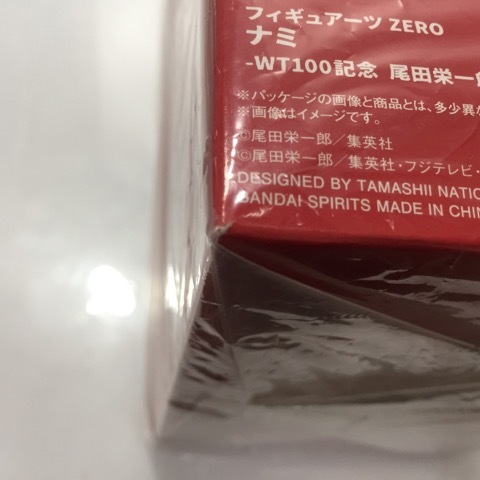 フィギュアーツ ZERO
ナミ
-WT100記念 尾田栄一郎
※パッケージの画像と商品とは、多少異な
※画像はイメージです。
©尾田栄一郎／集英社
©尾田栄一郎／集英社・フジテレビ・
DESIGNED BY TAMASHII NATIO
BANDAI SPIRITS MADE IN CHIN